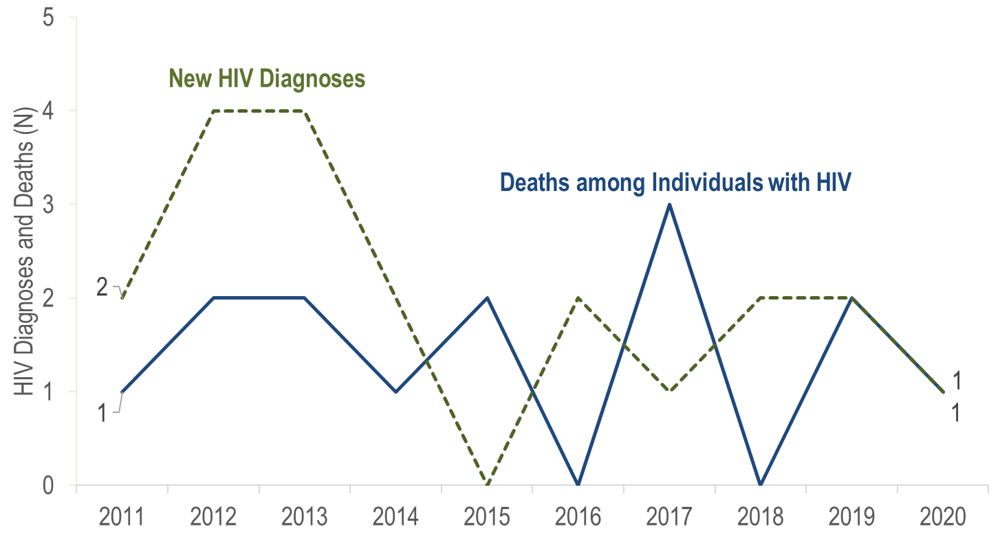 HIV Diagnoses and Deaths (N)
5
4
3
2
1
0
New HIV Diagnoses
Deaths among Individuals with HIV
2
1
1
1
2011 2012 2013 2014 2015 2016 2017 2018 2019 2020